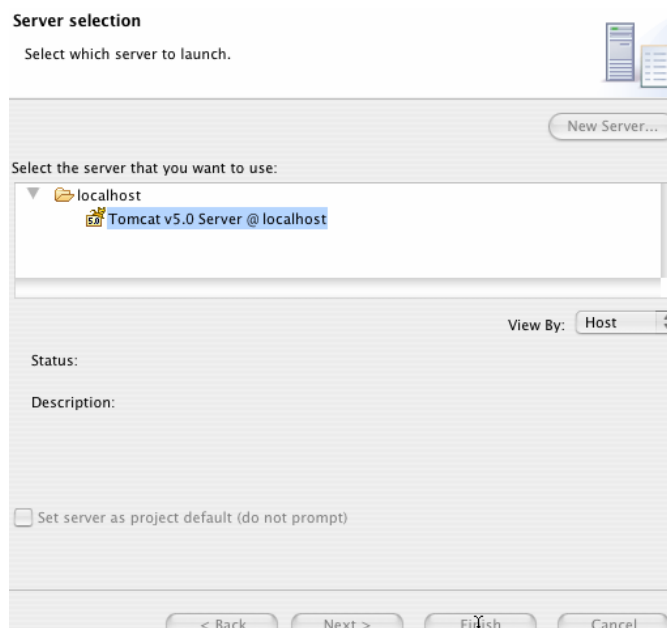 Server selection
Select which server to launch.
New Server...
Select the server that you want to use:
localhost
5.0 Tomcat v5.0 Server @ localhost
View By: Host
Status:
Description:
Set server as project default (do not prompt)
< Back Next > Finish Cancel